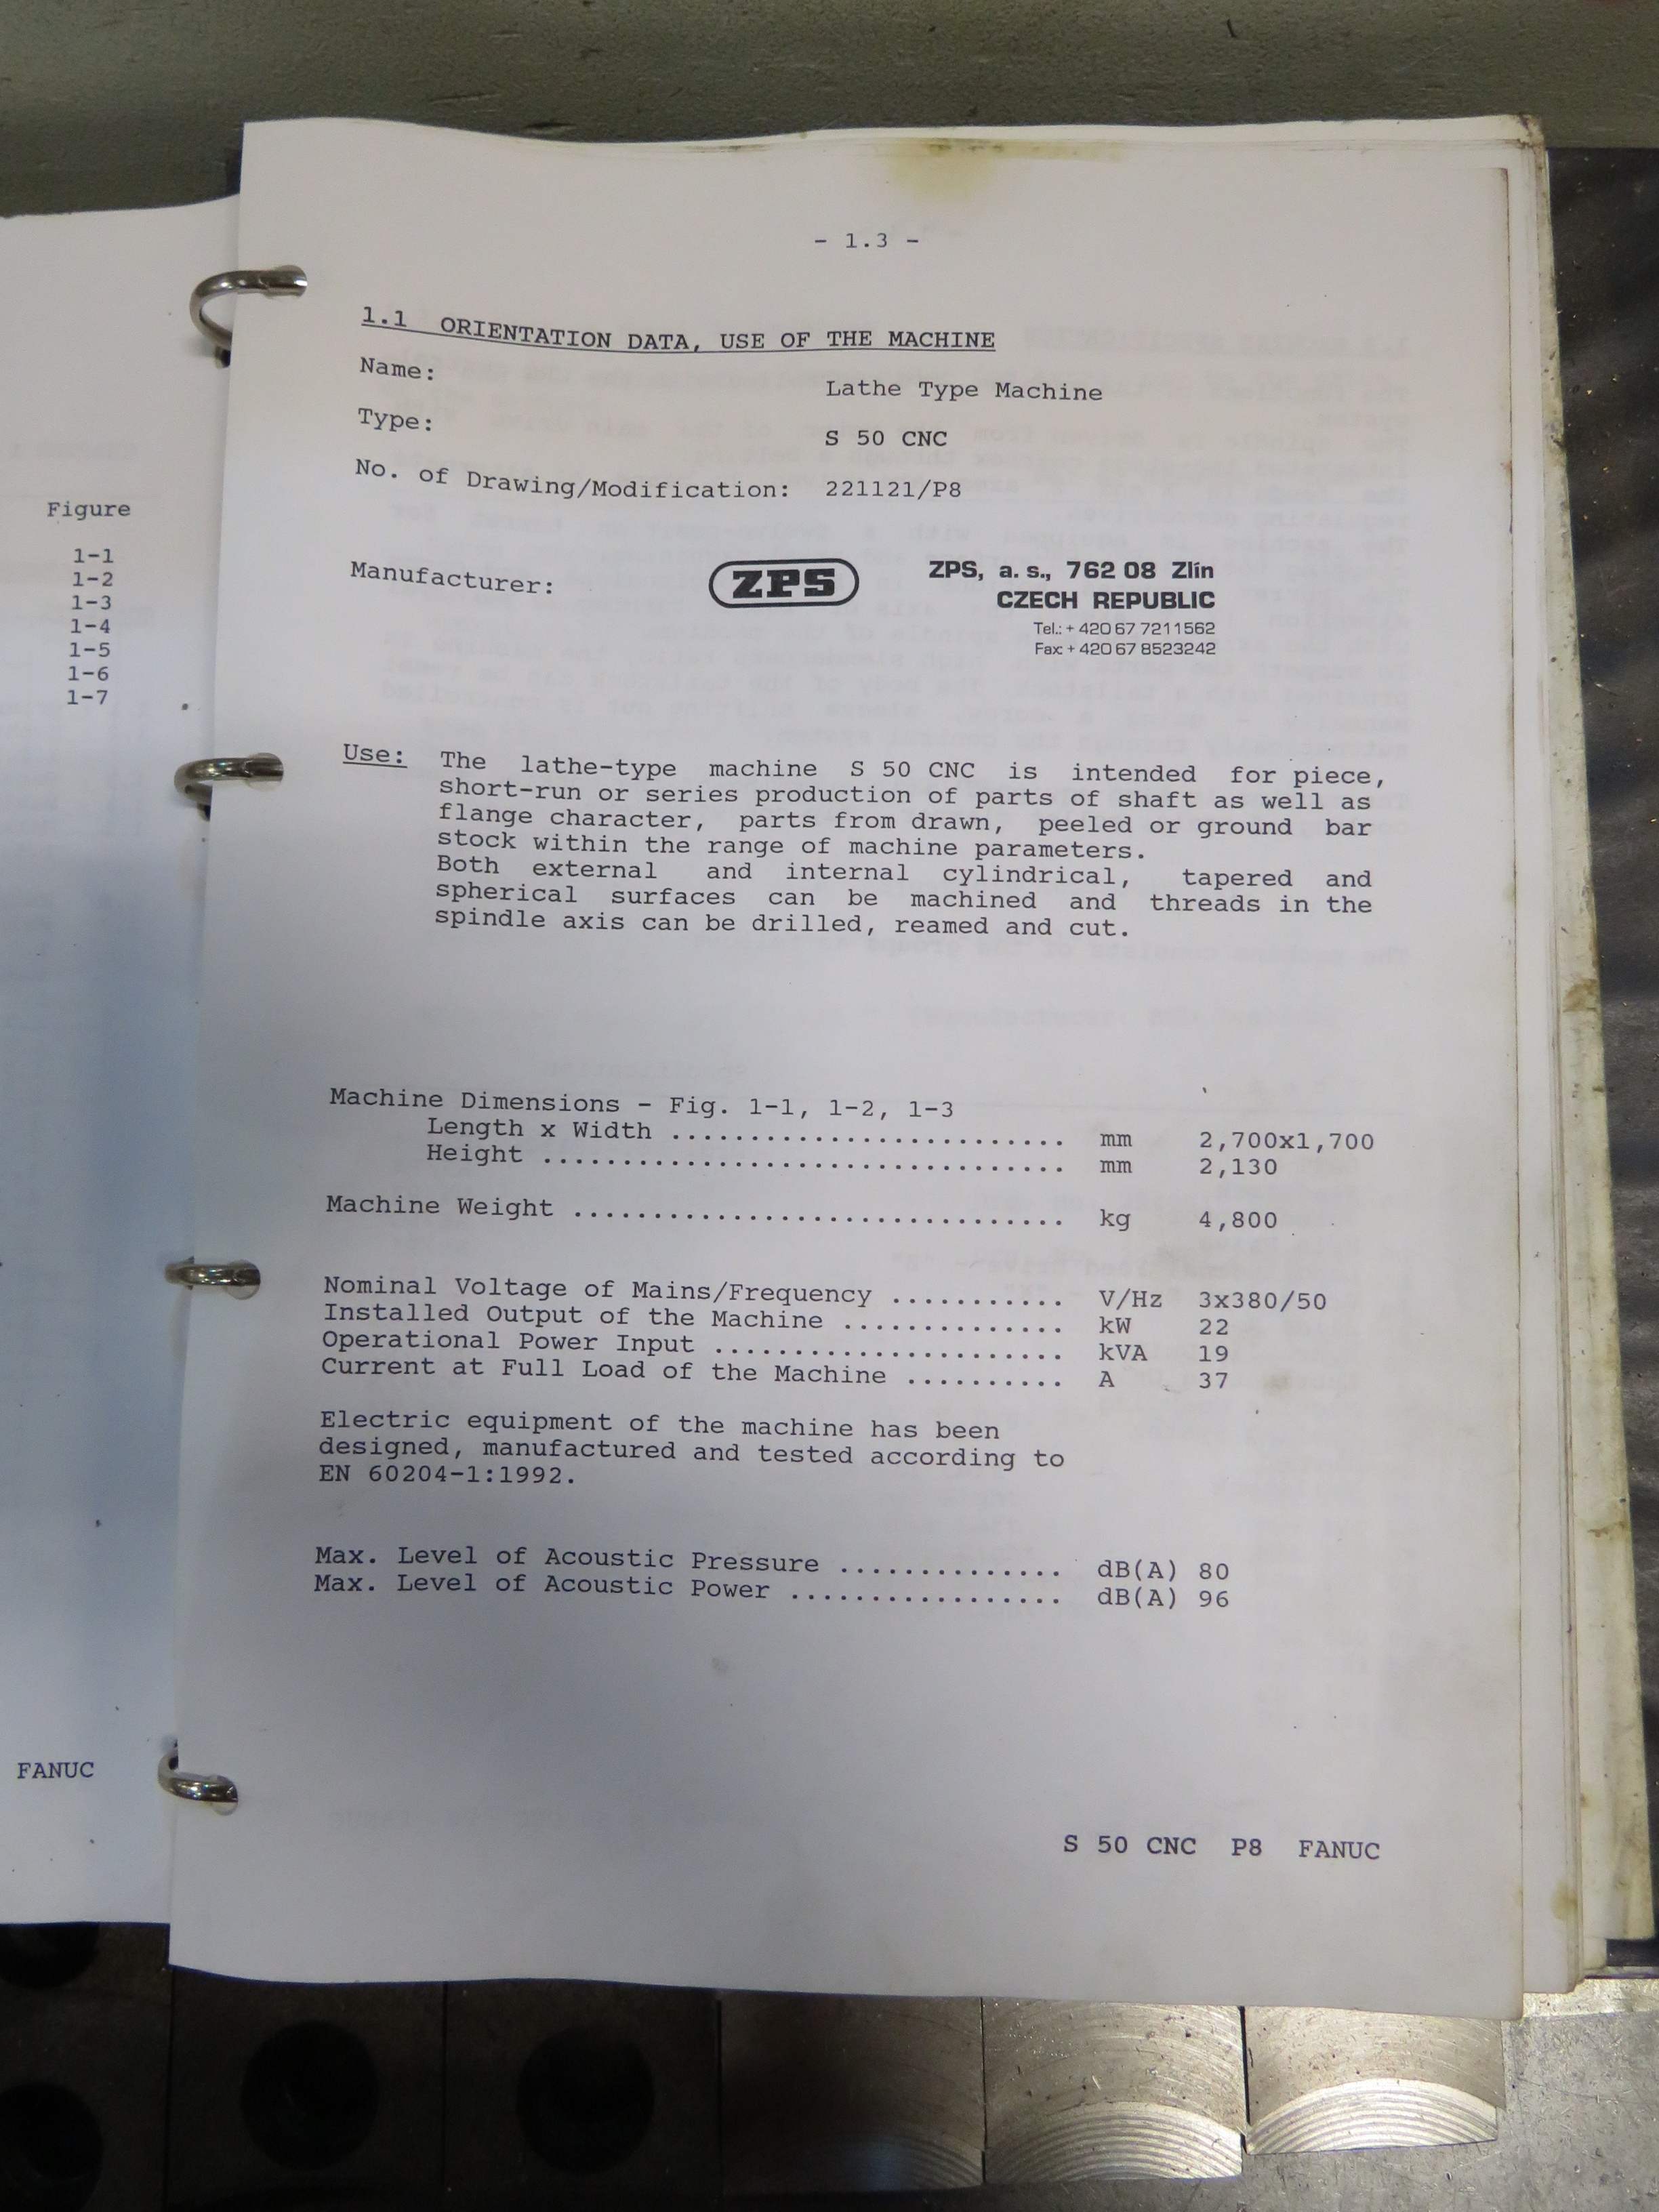 Figure
1-1
1-2
1-3
1-4
1-5
1-6
1-7
FANUC
- 1.3 -
1.1 ORIENTATION DATA, USE OF THE MACHINE
Name: Lathe Type Machine
Type: S 50 CNC
No. of Drawing/Modification: 221121/P8
Manufacturer: ZPS ZPS, a. s., 762 08 Zlín
CZECH REPUBLIC
Tel.: + 420 67 7211562
Fax: + 420 67 8523242
Use: The lathe-type machine S 50 CNC is intended for piece,
short-run or series production of parts of shaft as well as
flange character, parts from drawn, peeled or ground bar
stock within the range of machine parameters.
Both external and internal cylindrical, tapered and
spherical surfaces can be machined and threads in the
spindle axis can be drilled, reamed and cut.
Machine Dimensions - Fig. 1-1, 1-2, 1-3
Length x Width ........................ mm 2,700x1,700
Height ................................ mm 2,130
Machine Weight .............................. kg 4,800
Nominal Voltage of Mains/Frequency ........... V/Hz 3x380/50
Installed Output of the Machine .............. kW 22
Operational Power Input ...................... kVA 19
Current at Full Load of the Machine .......... A 37
Electric equipment of the machine has been
designed, manufactured and tested according to
EN 60204-1:1992.
Max. Level of Acoustic Pressure .............. dB(A) 80
Max. Level of Acoustic Power ................. dB(A) 96
S 50 CNC P8 FANUC